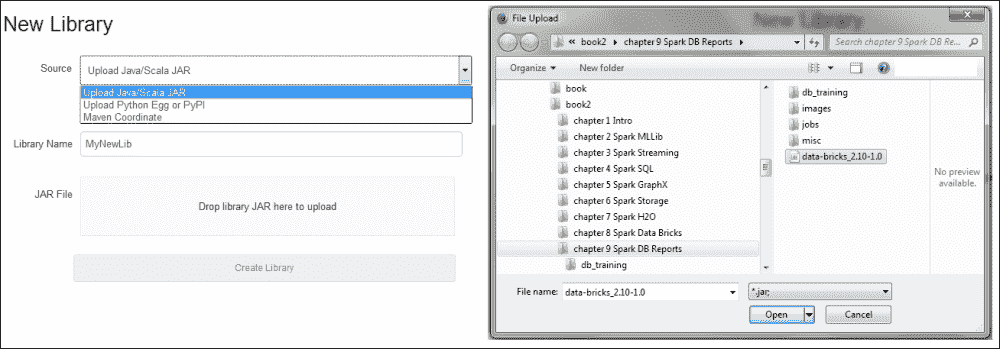 New Library
Source
Upload Java/Scala JAR
Upload Java/Scala JAR
Upload Python Egg or PyPI
Maven Coordinate
Library Name
MyNewLib
JAR File
Drop library JAR here to upload
Create Library
File Upload
New Library
« book2 ▸ chapter 9 Spark DB Reports ▸
Search chapter 9 Spark DB Re...
Organize
New folder
book
book2
chapter 1 Intro
chapter 2 Spark MLLib
chapter 3 Spark Streaming
chapter 4 Spark SQL
chapter 5 Spark GraphX
chapter 6 Spark Storage
chapter 7 Spark H2O
chapter 8 Spark Data Bricks
chapter 9 Spark DB Reports
db_training
db_training
images
jobs
misc
data-bricks_2.10-1.0
No preview
available.
File name:
data-bricks_2.10-1.0
*.jar
Open
Cancel